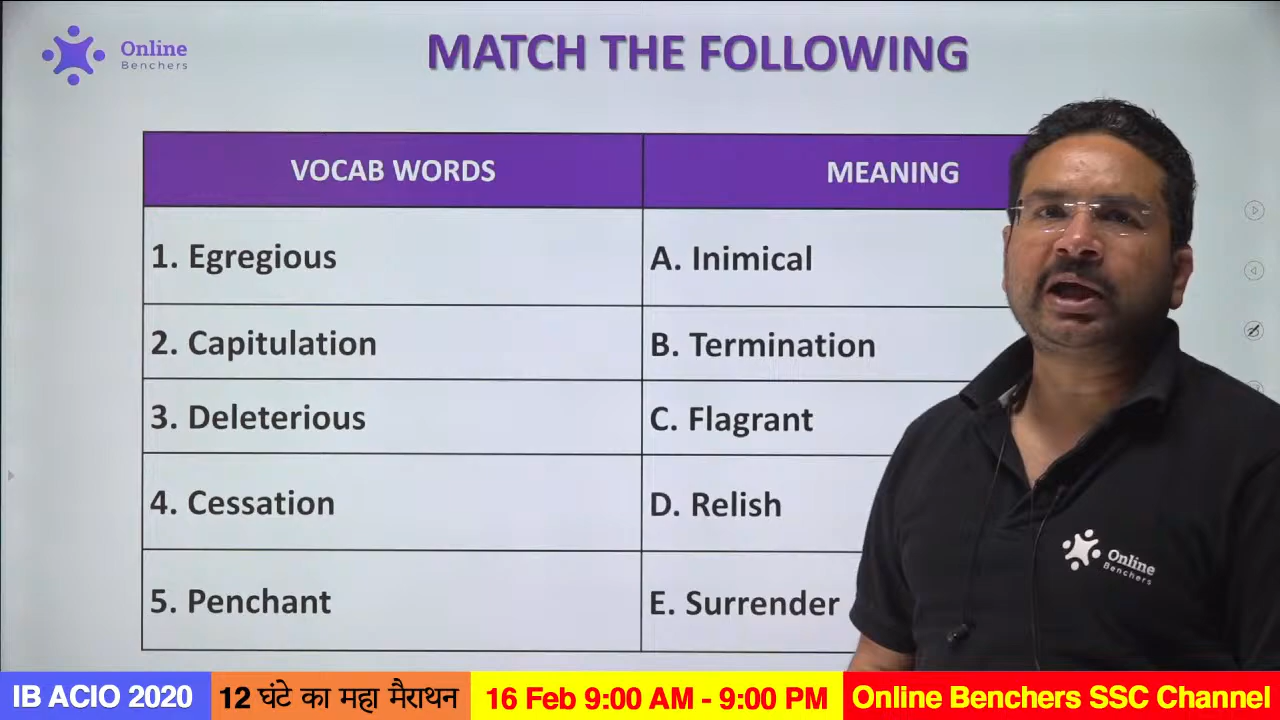 Online
Benchers
MATCH THE FOLLOWING
VOCAB WORDS
MEANING
1. Egregious
A. Inimical
2. Capitulation
B. Termination
3. Deleterious
C. Flagrant
4. Cessation
D. Relish
5. Penchant
E. Surrender
Online
Benchers
IB ACIO 2020
12 घंटे का महा मैराथन
16 Feb 9:00 AM - 9:00 PM
Online Benchers SSC Channel